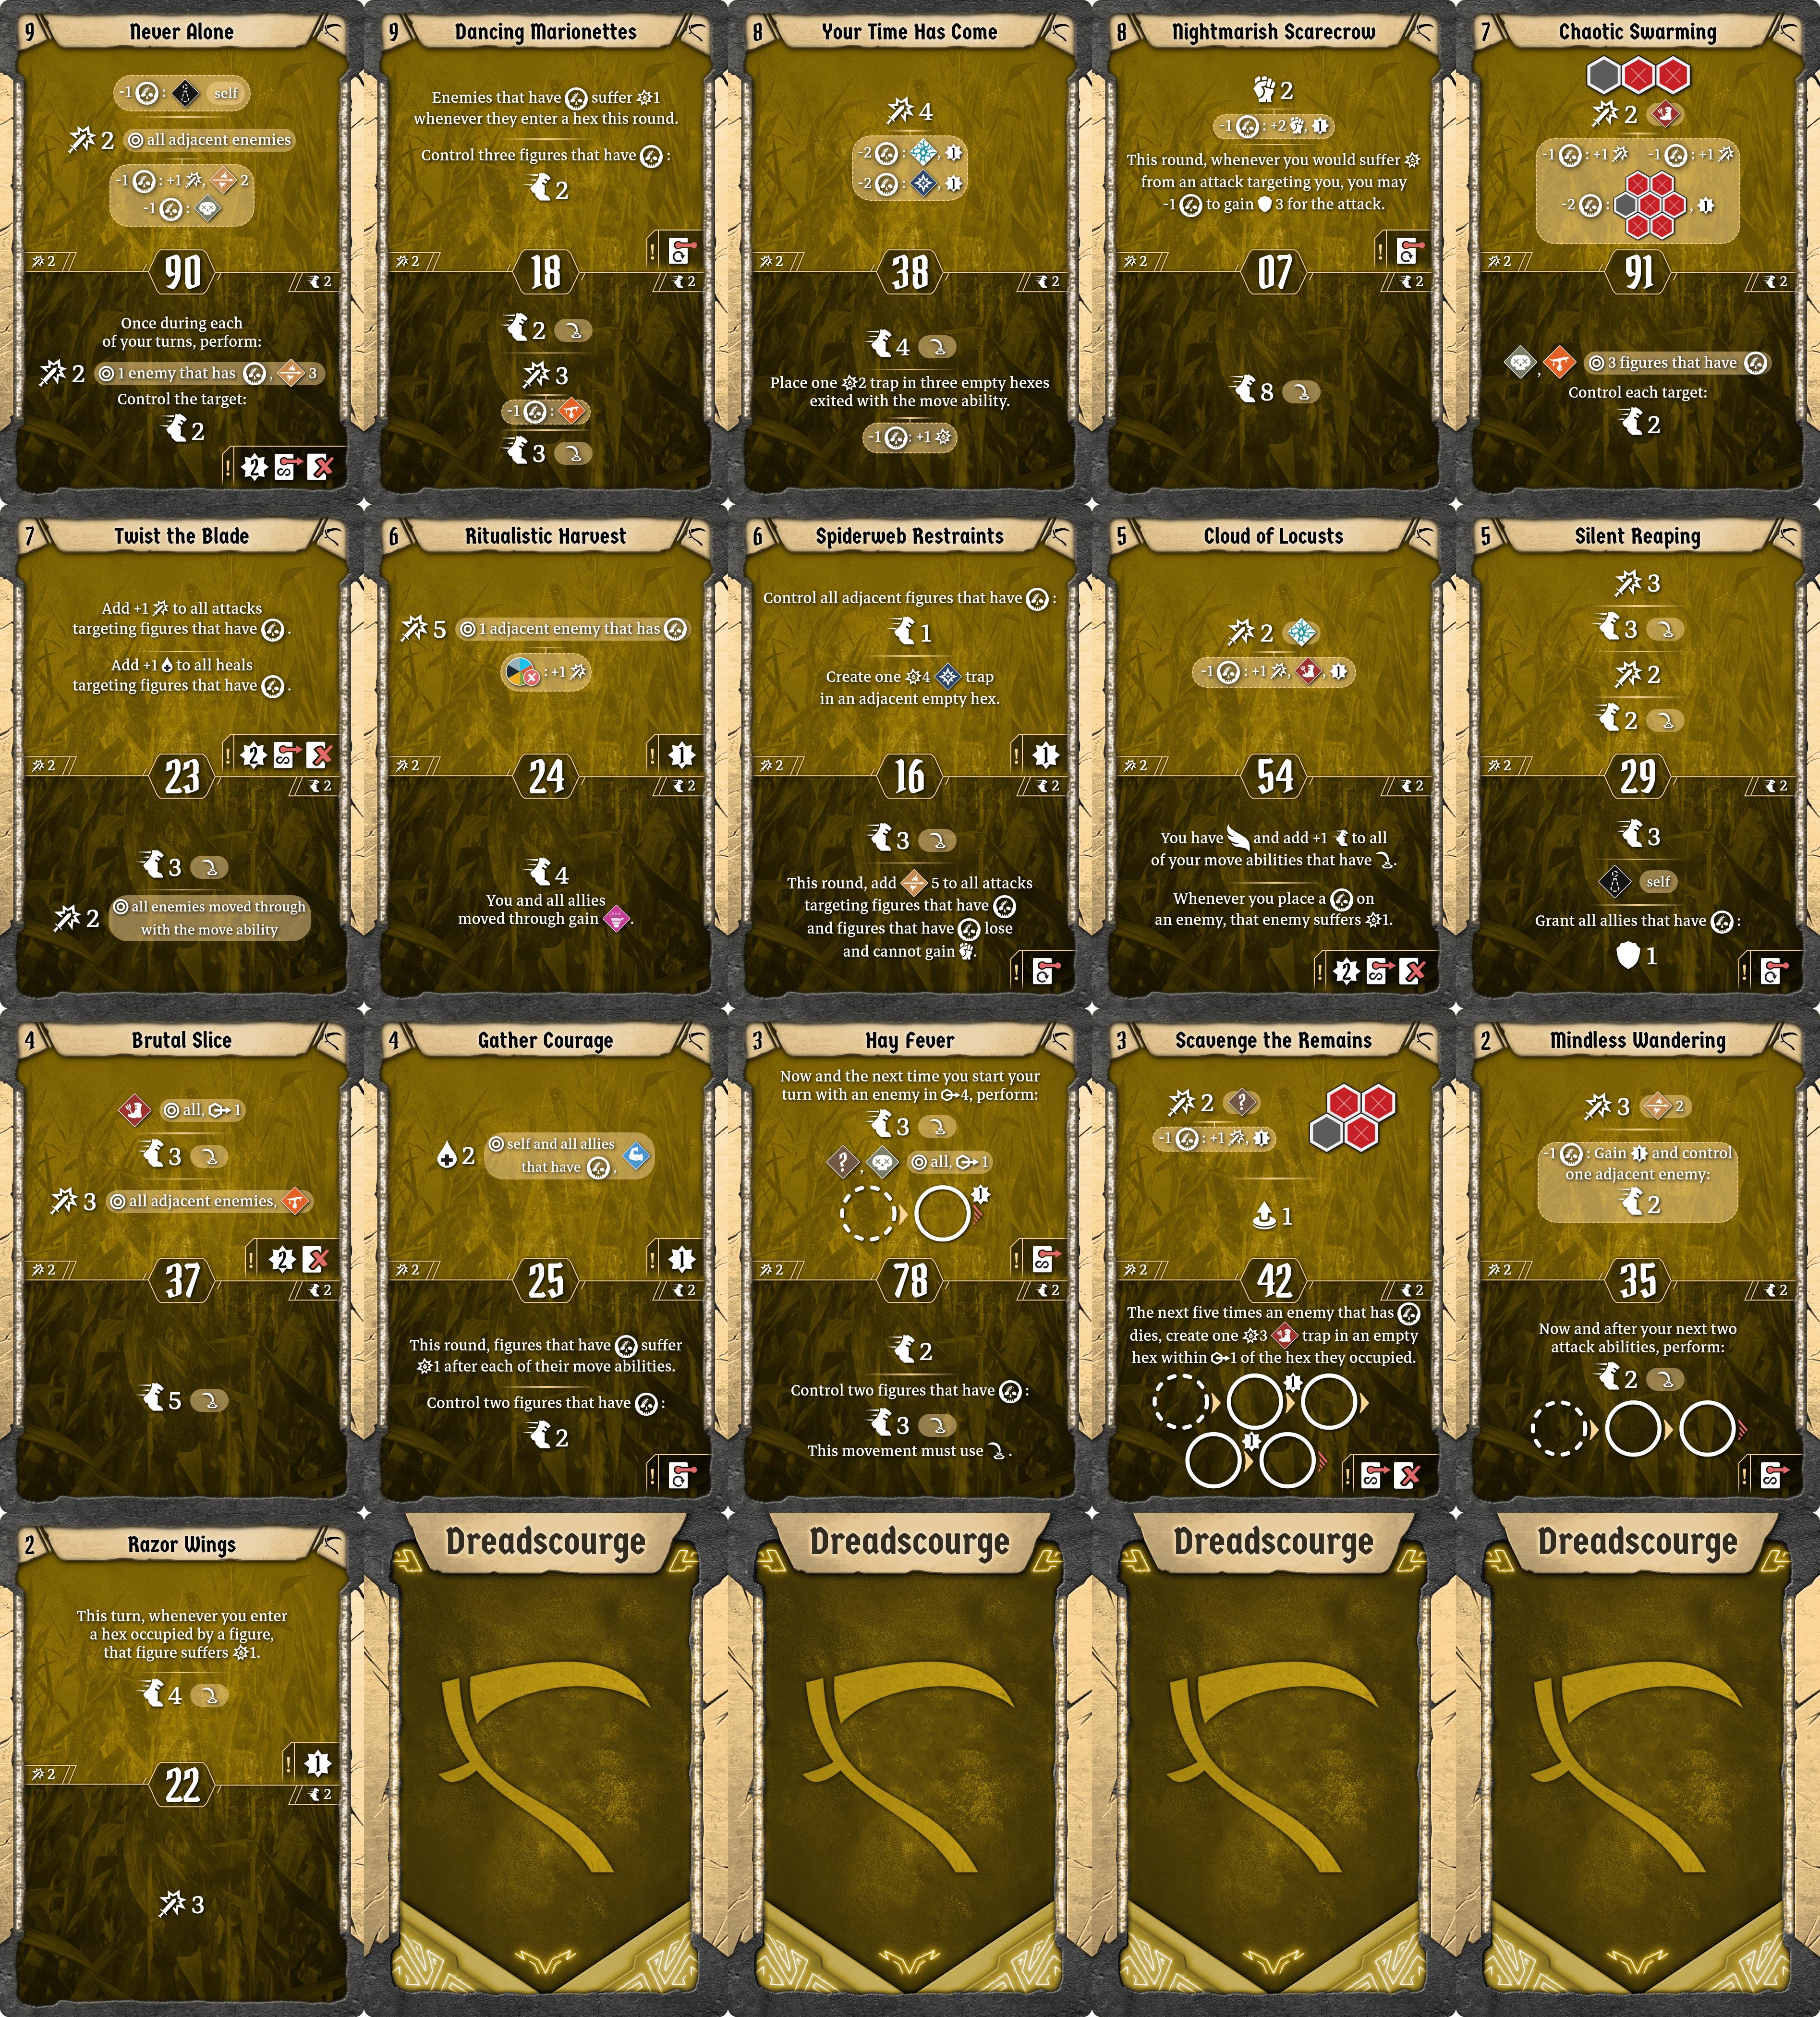 9 Never Alone
-1 : self
2 all adjacent enemies
-1 : +1 , 2
-1 :
2 90 2
Once during each
of your turns, perform:
2 1 enemy that has , 3
Control the target:
2
! 2
9 Dancing Marionettes
Enemies that have suffer 1
whenever they enter a hex this round.
Control three figures that have :
2
!
2 18 2
2
3
-1 :
3
8 Your Time Has Come
4
-2 : , 1
-2 : , 1
2 38 2
4
Place one 2 trap in three empty hexes
exited with the move ability.
-1 : +1
8 Nightmarish Scarecrow
2
-1 : +2 , 1
This round, whenever you would suffer
from an attack targeting you, you may
-1 to gain 3 for the attack.
!
2 07 2
8
7 Chaotic Swarming
2
-1 : +1 -1 : +1
-2 : , 1
2 91 2
, 3 figures that have
Control each target:
2
7 Twist the Blade
Add +1 to all attacks
targeting figures that have .
Add +1 to all heals
targeting figures that have .
! 2
2 23 2
3
2 all enemies moved through
with the move ability
6 Ritualistic Harvest
5 1 adjacent enemy that has
: +1
! 1
2 24 2
4
You and all allies
moved through gain .
6 Spiderweb Restraints
Control all adjacent figures that have :
1
Create one 4 trap
in an adjacent empty hex.
! 1
2 16 2
3
This round, add 5 to all attacks
targeting figures that have
and figures that have lose
and cannot gain .
!
5 Cloud of Locusts
2
-1 : +1 , , 1
2 54 2
You have and add +1 to all
of your move abilities that have .
Whenever you place a on
an enemy, that enemy suffers 1.
! 2
5 Silent Reaping
3
3
2
2
2 29 2
3
self
Grant all allies that have :
1
!
4 Brutal Slice
all, 1
3
3 all adjacent enemies,
! 2
2 37 2
5
4 Gather Courage
2 self and all allies
that have ,
! 1
2 25 2
This round, figures that have suffer
1 after each of their move abilities.
Control two figures that have :
2
!
3 Hay Fever
Now and the next time you start your
turn with an enemy in 4, perform:
3
? , all, 1
1
!
2 78 2
2
Control two figures that have :
3
This movement must use .
3 Scavenge the Remains
2 ?
-1 : +1 , 1
1
2 42 2
The next five times an enemy that has
dies, create one 3 trap in an empty
hex within 1 of the hex they occupied.
1
1
!
2 Mindless Wandering
3 2
-1 : Gain 1 and control
one adjacent enemy:
2
2 35 2
Now and after your next two
attack abilities, perform:
2
!
2 Razor Wings
This turn, whenever you enter
a hex occupied by a figure,
that figure suffers 1.
4
! 1
2 22 2
3
Dreadscourge
Dreadscourge
Dreadscourge
Dreadscourge